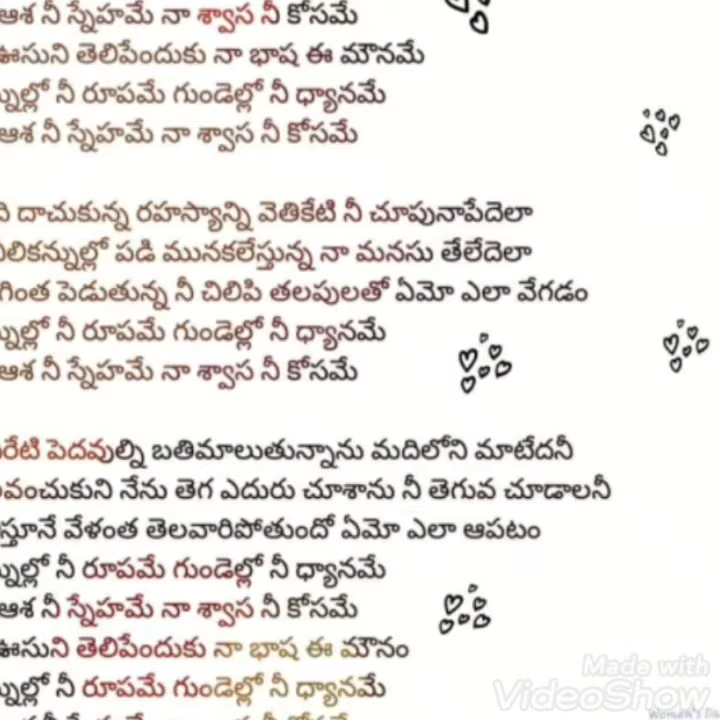 ఆశ నీ స్నేహమే నా శ్వాస నీ కోసమే
ఊసుని తెలిపేందుకు నా భాష ఈ మౌనమే
నీ రూపమే గుండెల్లో నీ ధ్యానమే
ఆశ నీ స్నేహమే నా శ్వాస నీ కోసమే
దాచుకున్న రహస్యాన్ని వెతికేటి నీ చూపునాపేదెలా
పడి మునకలేస్తున్న నా మనసు తేలేదెలా
పెడుతున్న నీ చిలిపి తలపులతో ఏమో ఎలా వేగడం
నీ రూపమే గుండెల్లో నీ ధ్యానమే
ఆశ నీ స్నేహమే నా శ్వాస నీ కోసమే
పెదవుల్ని బతిమాలుతున్నాను మదిలోని మాటేదనీ
నేను తెగ ఎదురు చూశాను నీ తెగువ చూడాలనీ
వేళంత తెలవారిపోతుందో ఏమో ఎలా ఆపటం
నీ రూపమే గుండెల్లో నీ ధ్యానమే
ఆశ నీ స్నేహమే నా శ్వాస నీ కోసమే
ఊసుని తెలిపేందుకు నా భాష ఈ మౌనం
నీ రూపమే గుండెల్లో నీ ధ్యానమే
Made with
VideoShow